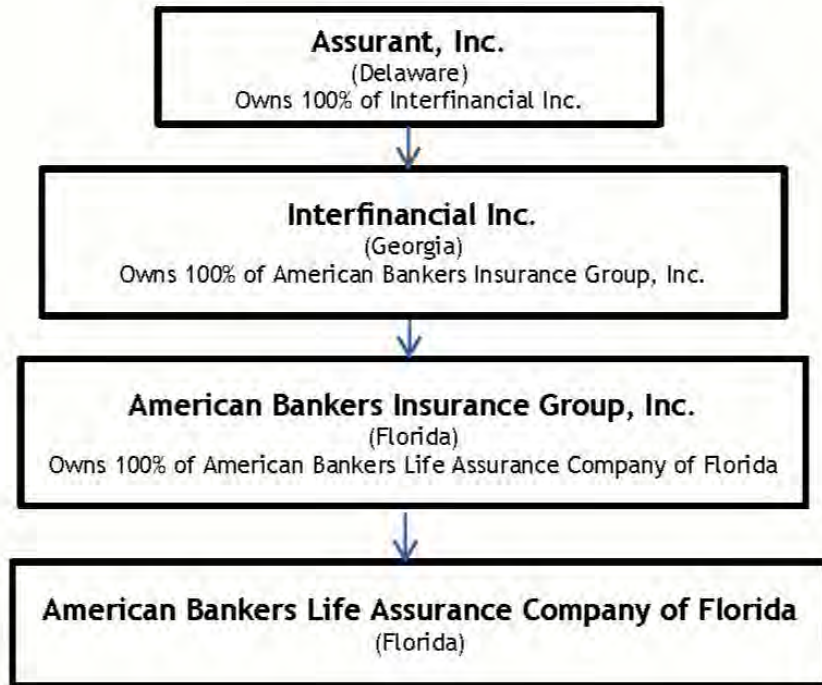 Assurant, Inc.
(Delaware)
Owns 100% of Interfinancial Inc.
Interfinancial Inc.
(Georgia)
Owns 100% of American Bankers Insurance Group, Inc.
American Bankers Insurance Group, Inc.
(Florida)
Owns 100% of American Bankers Life Assurance Company of Florida
American Bankers Life Assurance Company of Florida
(Florida)